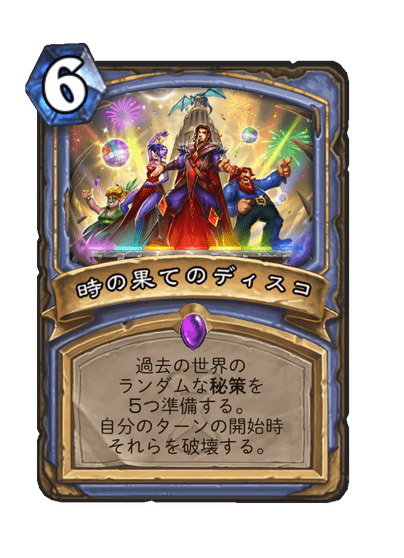 6
時の果てのディスコ
過去の世界の
ランダムな秘策を
5つ準備する。
自分のターンの開始時
それらを破壊する。